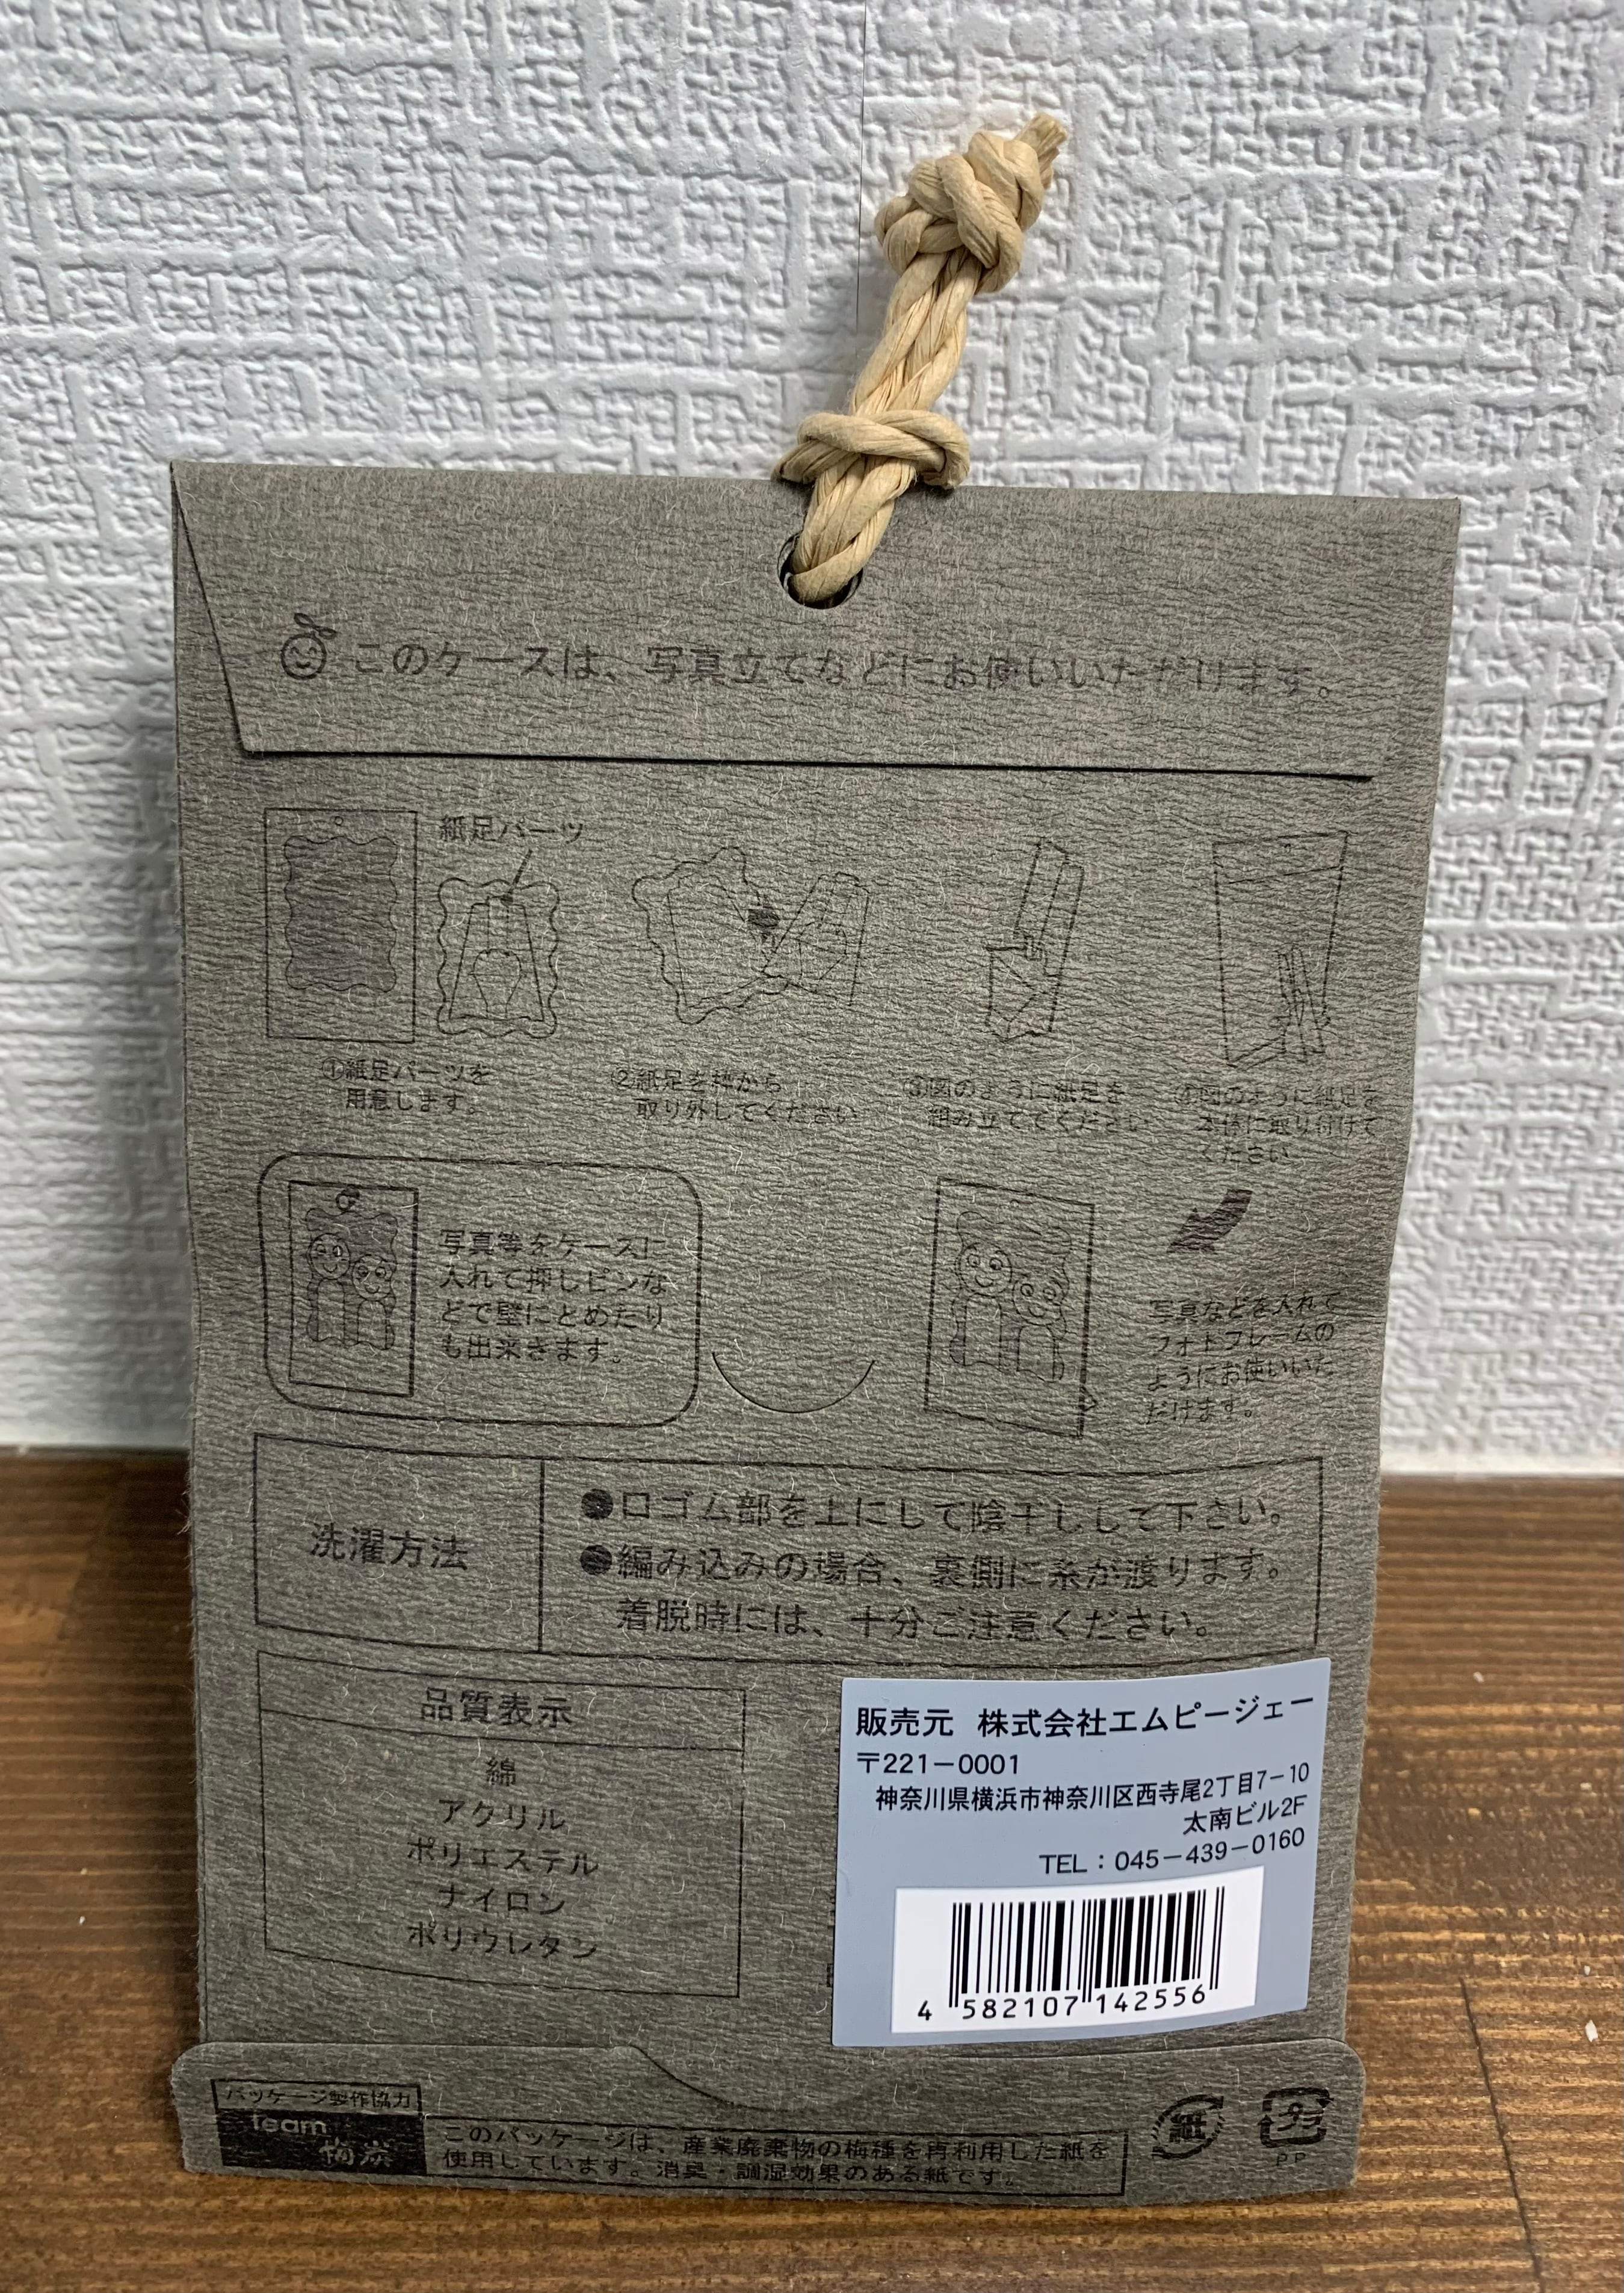 このケースは、写真立てなどにお使いいただけます。
紙足パーツ
①紙足パーツを
用意します。
②紙足を枠から
取り外してください
③図のように紙足を
組み立ててください
④図のように紙足を
本体に取り付けて
ください
写真等をケースに
入れて押しピンな
どで壁にとめたり
も出来きます。
写真などを入れて
フォトフレームの
ようにお使いいた
だけます。
洗濯方法
●口ゴム部を上にして陰干しして下さい。
●編み込みの場合、裏側に糸が渡ります。
着脱時には、十分ご注意ください。
品質表示
綿
アクリル
ポリエステル
ナイロン
ポリウレタン
販売元 株式会社エムピージェー
〒221-0001
神奈川県横浜市神奈川区西寺尾2丁目7-10
太南ビル2F
TEL：045-439-0160
4 582107 142556
パッケージ製作協力
team
このパッケージは、産業廃棄物の梅種を再利用した紙を
使用しています。消臭・調湿効果のある紙です。
紙
プラ
PP